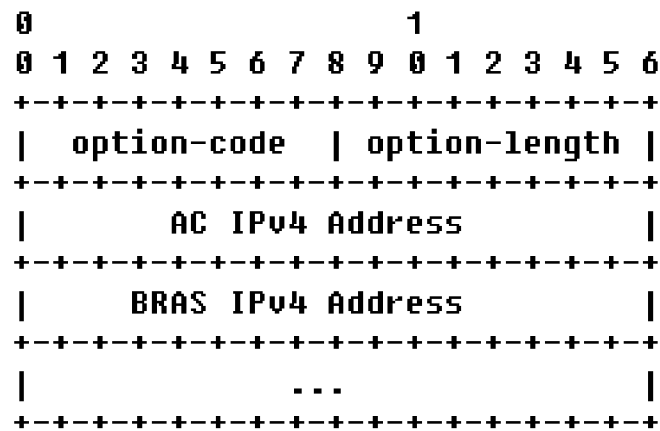 0                   1
0 1 2 3 4 5 6 7 8 9 0 1 2 3 4 5 6
+-+-+-+-+-+-+-+-+-+-+-+-+-+-+-+-+
|  option-code  | option-length |
+-+-+-+-+-+-+-+-+-+-+-+-+-+-+-+-+
|       AC IPv4 Address         |
+-+-+-+-+-+-+-+-+-+-+-+-+-+-+-+-+
|     BRAS IPv4 Address         |
+-+-+-+-+-+-+-+-+-+-+-+-+-+-+-+-+
|             ...               |
+-+-+-+-+-+-+-+-+-+-+-+-+-+-+-+-+